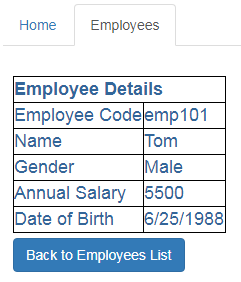 Home Employees
Employee Details
Employee Code emp101
Name Tom
Gender Male
Annual Salary 5500
Date of Birth 6/25/1988
Back to Employees List